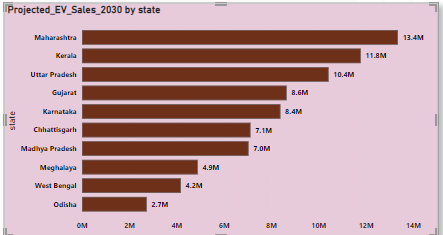 Projected_EV_Sales_2030 by state
state
Maharashtra 13.4M
Kerala 11.8M
Uttar Pradesh 10.4M
Gujarat 8.6M
Karnataka 8.4M
Chhattisgarh 7.1M
Madhya Pradesh 7.0M
Meghalaya 4.9M
West Bengal 4.2M
Odisha 2.7M
0M 2M 4M 6M 8M 10M 12M 14M